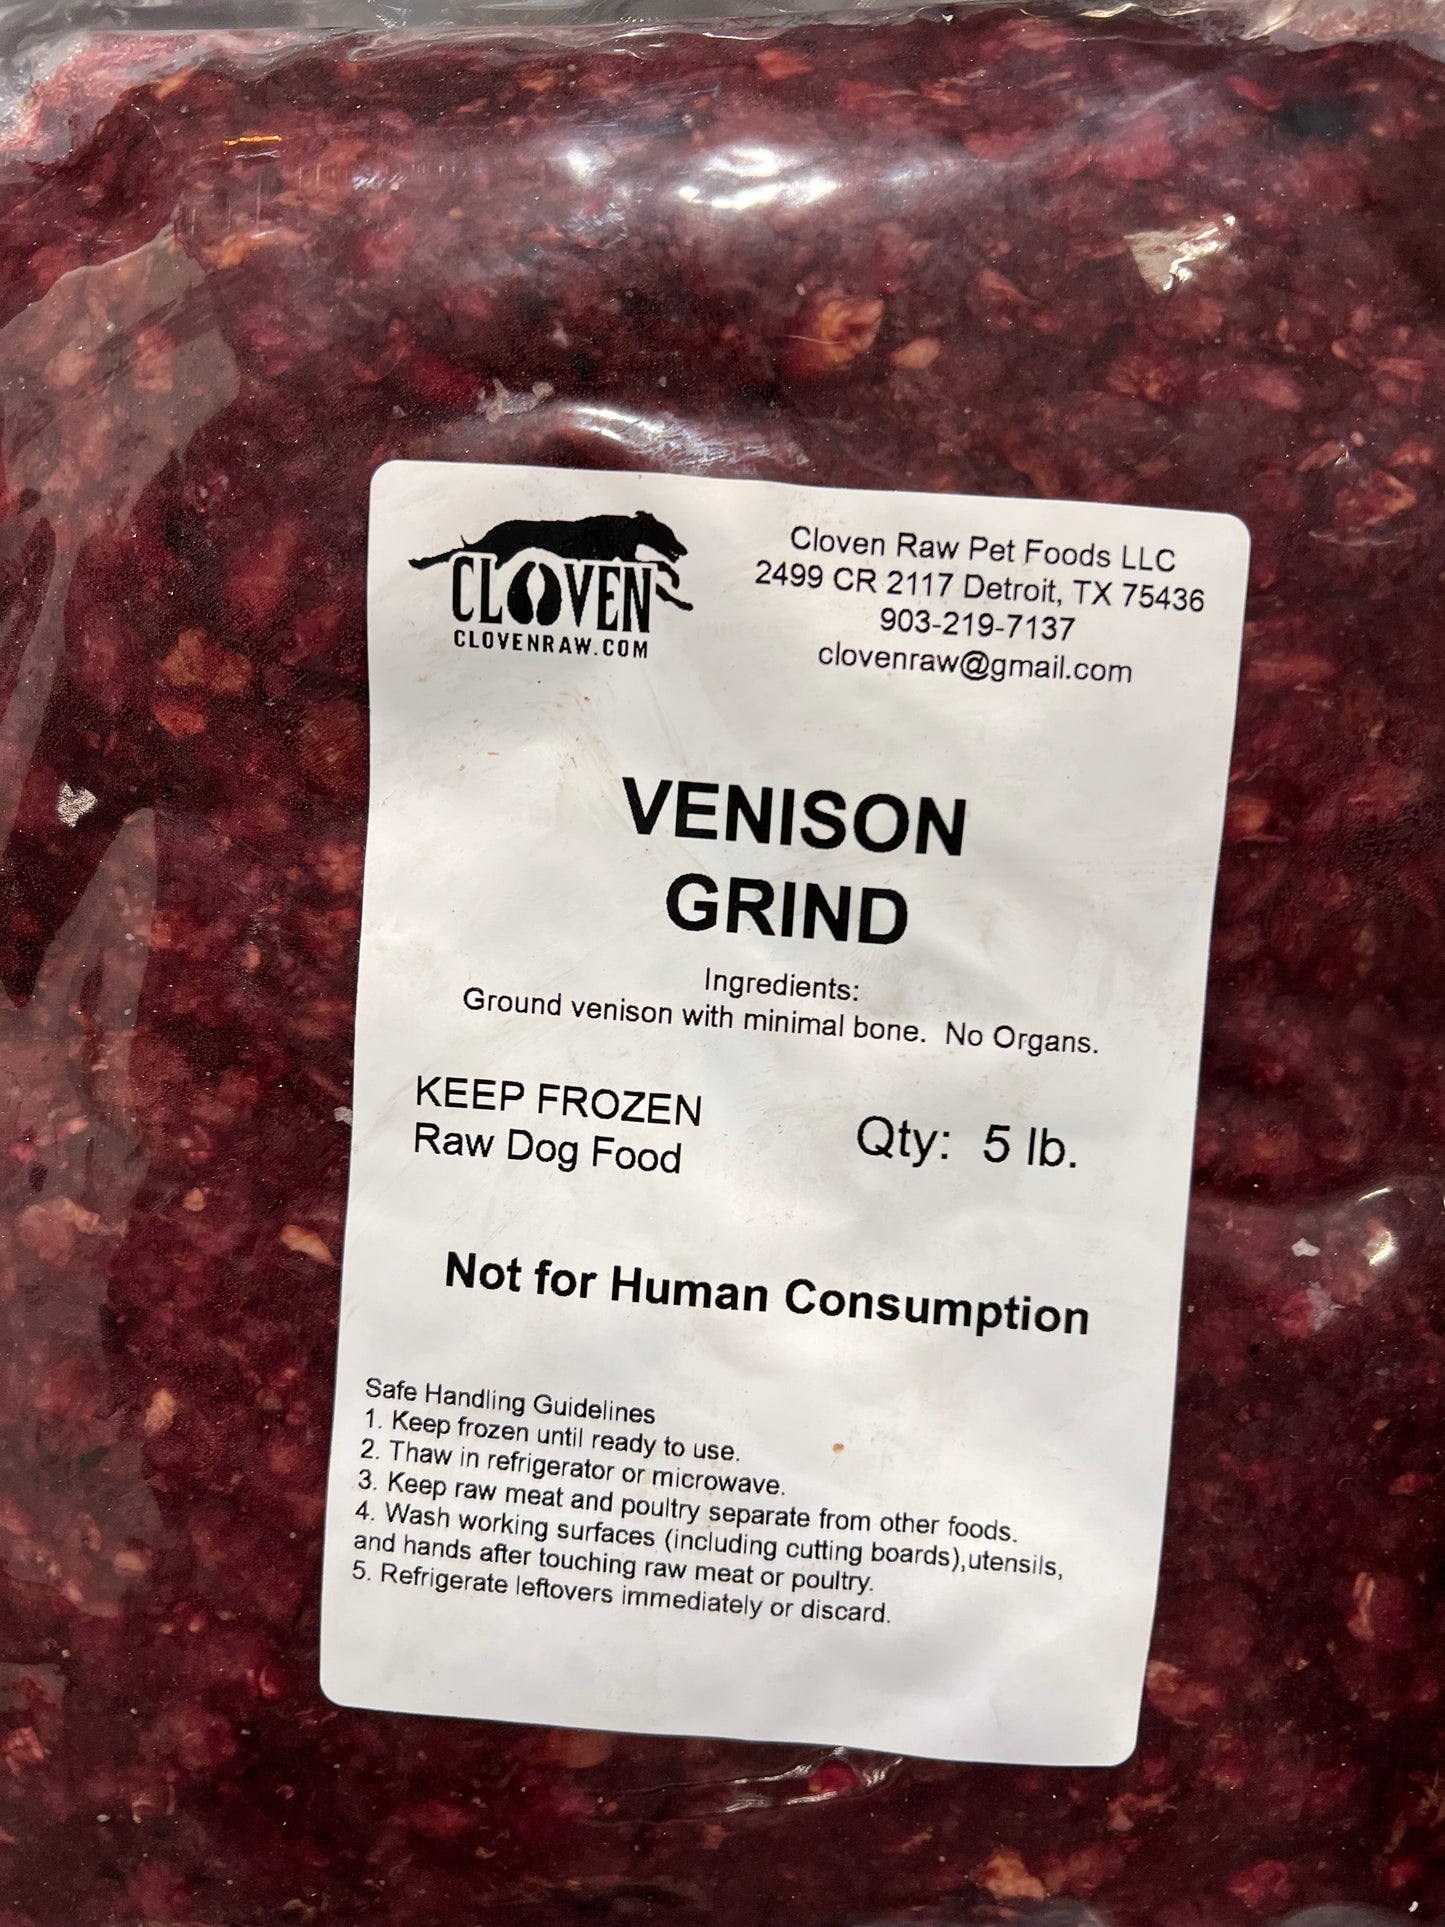 CLOVEN
CLOVENRAW.COM
Cloven Raw Pet Foods LLC
2499 CR 2117 Detroit, TX 75436
903-219-7137
clovenraw@gmail.com
VENISON
GRIND
Ingredients:
Ground venison with minimal bone.  No Organs.
KEEP FROZEN
Raw Dog Food
Qty:  5 lb.
Not for Human Consumption
Safe Handling Guidelines
1. Keep frozen until ready to use.
2. Thaw in refrigerator or microwave.
3. Keep raw meat and poultry separate from other foods.
4. Wash working surfaces (including cutting boards),utensils,
and hands after touching raw meat or poultry.
5. Refrigerate leftovers immediately or discard.